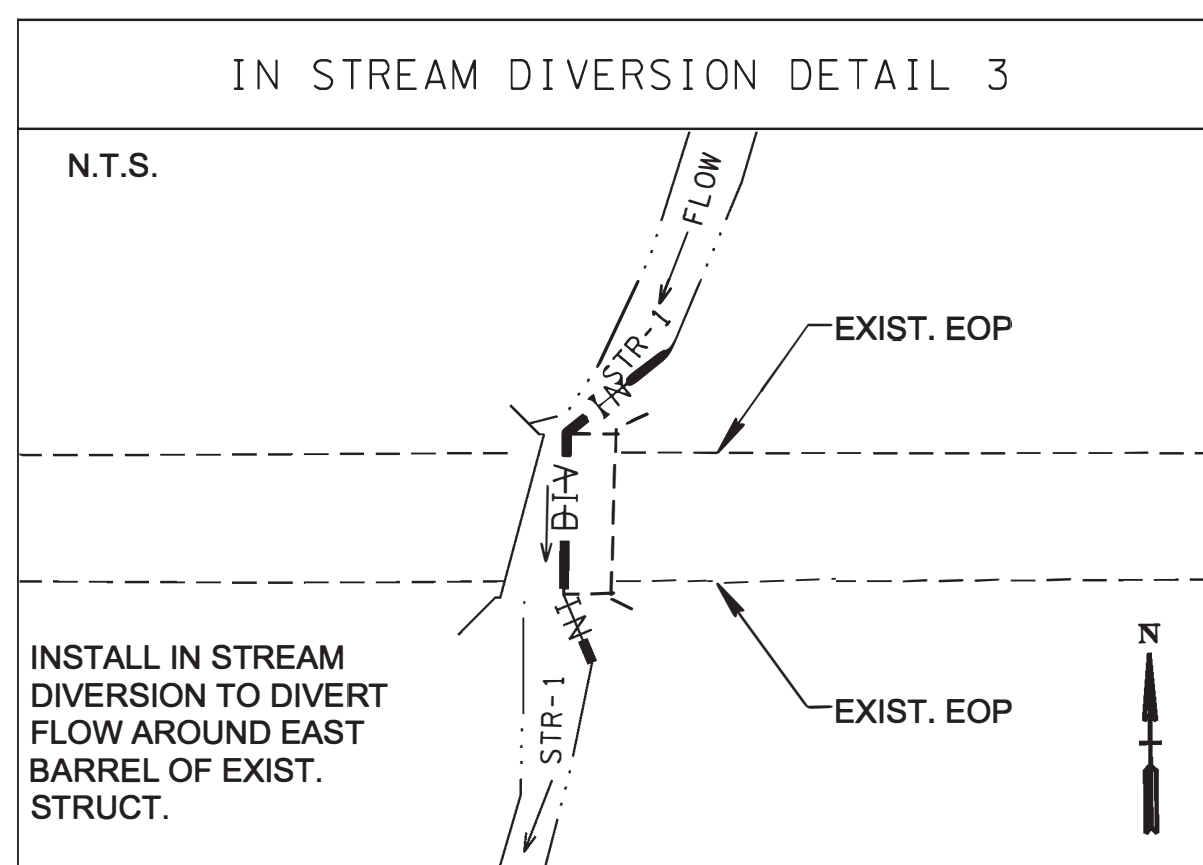 IN STREAM DIVERSION DETAIL 3
N.T.S.
FLOW
STR-1
IN
EXIST. EOP
DIV
IN
INSTALL IN STREAM
DIVERSION TO DIVERT
FLOW AROUND EAST
BARREL OF EXIST.
STRUCT.
STR-1
EXIST. EOP
N